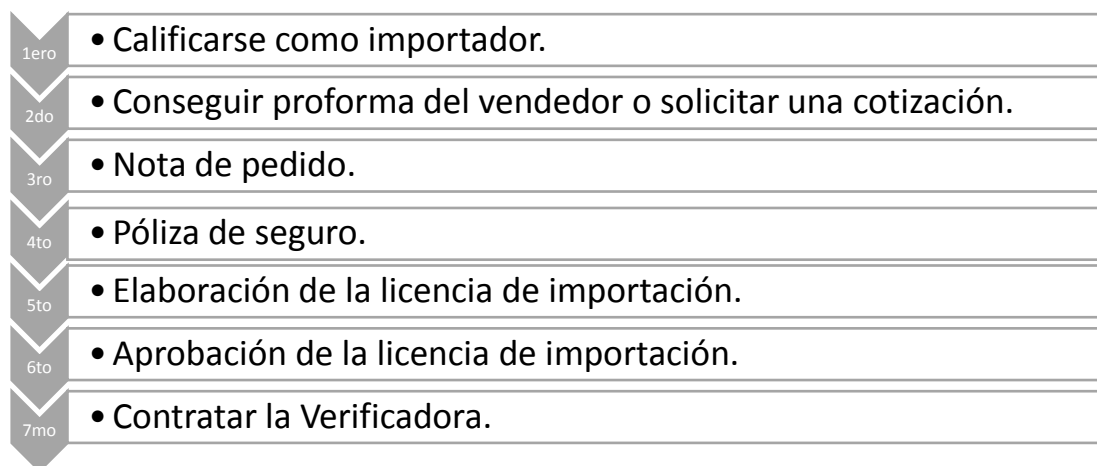 1ero • Calificarse como importador.
2do • Conseguir proforma del vendedor o solicitar una cotización.
3ro • Nota de pedido.
4to • Póliza de seguro.
5to • Elaboración de la licencia de importación.
6to • Aprobación de la licencia de importación.
7mo • Contratar la Verificadora.